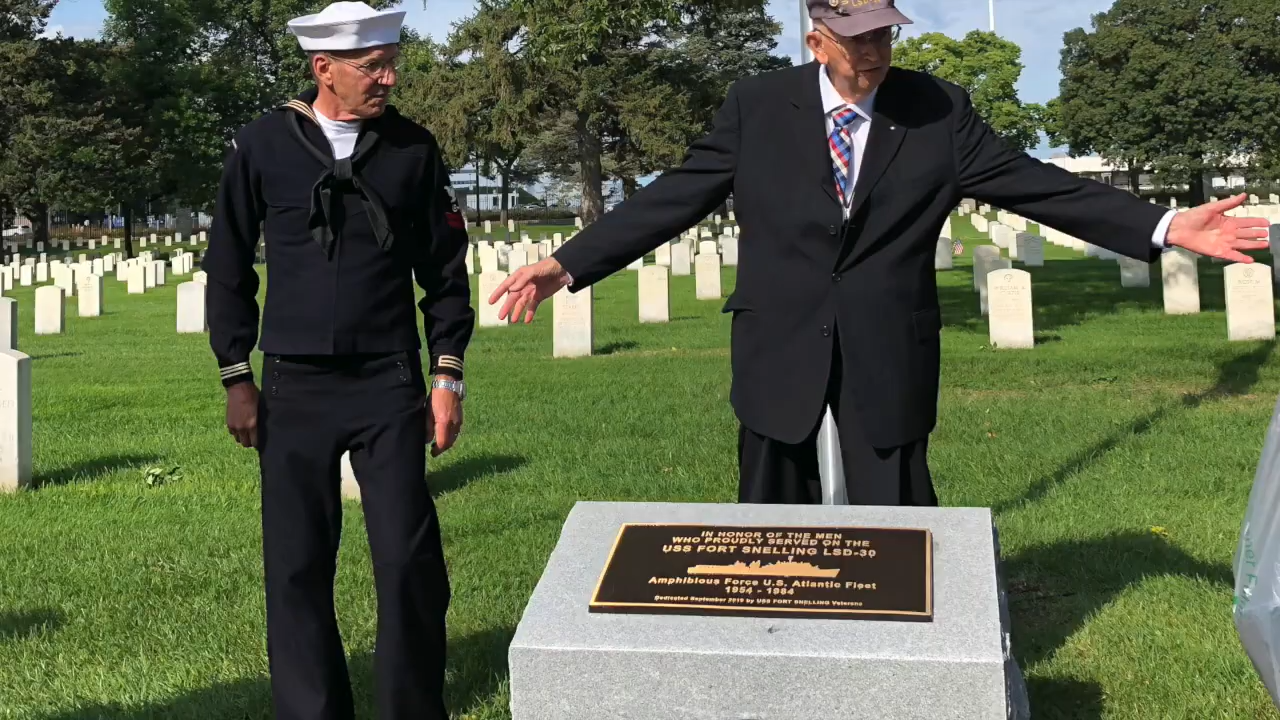 IN HONOR OF THE MEN
WHO PROUDLY SERVED ON THE
USS FORT SNELLING LSD-30
Amphibious Force U.S. Atlantic Fleet
1954 - 1984
Dedicated September 2019 by USS FORT SNELLING Veterans
WILLIAM A